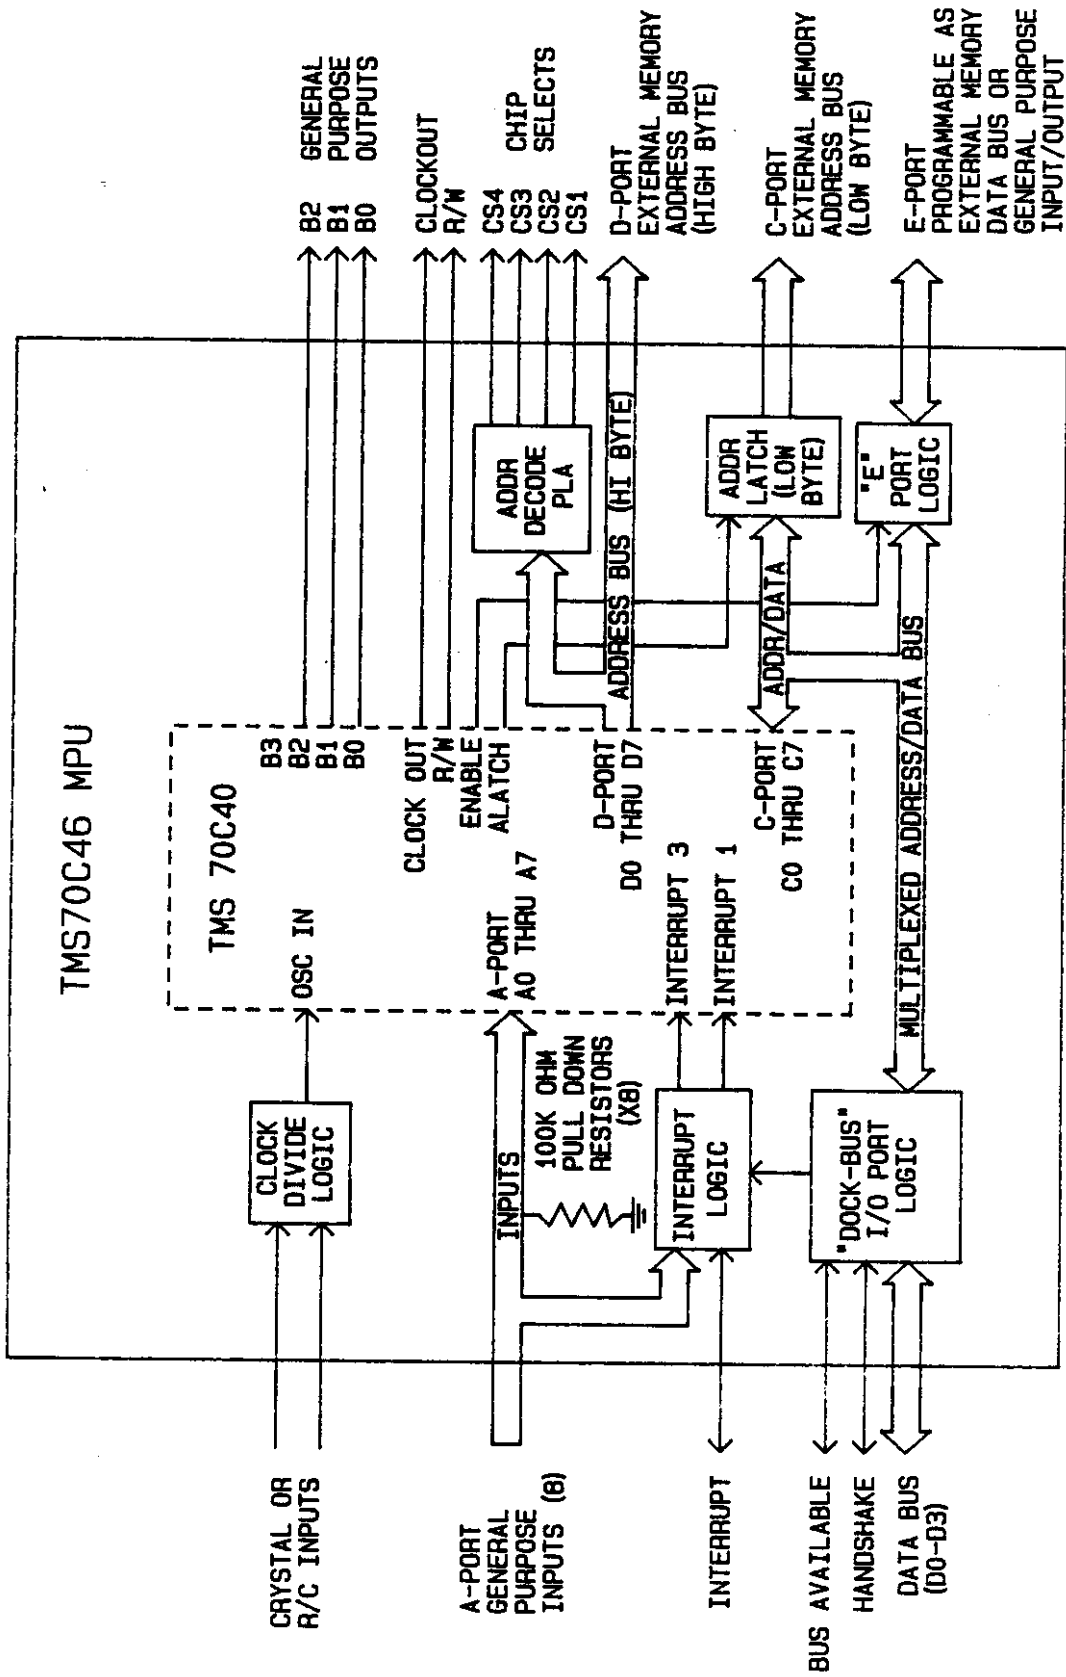 TMS70C46 MPU
CRYSTAL OR
R/C INPUTS
CLOCK
DIVIDE
LOGIC
OSC IN
TMS 70C40
B3
B2
B1
B0
B2
B1
B0
GENERAL
PURPOSE
OUTPUTS
CLOCK OUT
R/W
ENABLE
ALATCH
CLOCKOUT
R/W
A-PORT
GENERAL
PURPOSE
INPUTS (8)
INPUTS
A-PORT
A0 THRU A7
100K OHM
PULL DOWN
RESISTORS
(X8)
ADDR
DECODE
PLA
CS4
CS3
CS2
CS1
CHIP
SELECTS
D-PORT
D0 THRU D7
ADDRESS BUS (HI BYTE)
D-PORT
EXTERNAL MEMORY
ADDRESS BUS
(HIGH BYTE)
INTERRUPT
INTERRUPT
LOGIC
INTERRUPT 3
INTERRUPT 1
C-PORT
C0 THRU C7
ADDR/DATA
ADDR
LATCH
(LOW
BYTE)
C-PORT
EXTERNAL MEMORY
ADDRESS BUS
(LOW BYTE)
BUS AVAILABLE
HANDSHAKE
DATA BUS
(D0-D3)
"DOCK-BUS"
I/O PORT
LOGIC
MULTIPLEXED ADDRESS/DATA BUS
"E"
PORT
LOGIC
E-PORT
PROGRAMMABLE AS
EXTERNAL MEMORY
DATA BUS OR
GENERAL PURPOSE
INPUT/OUTPUT